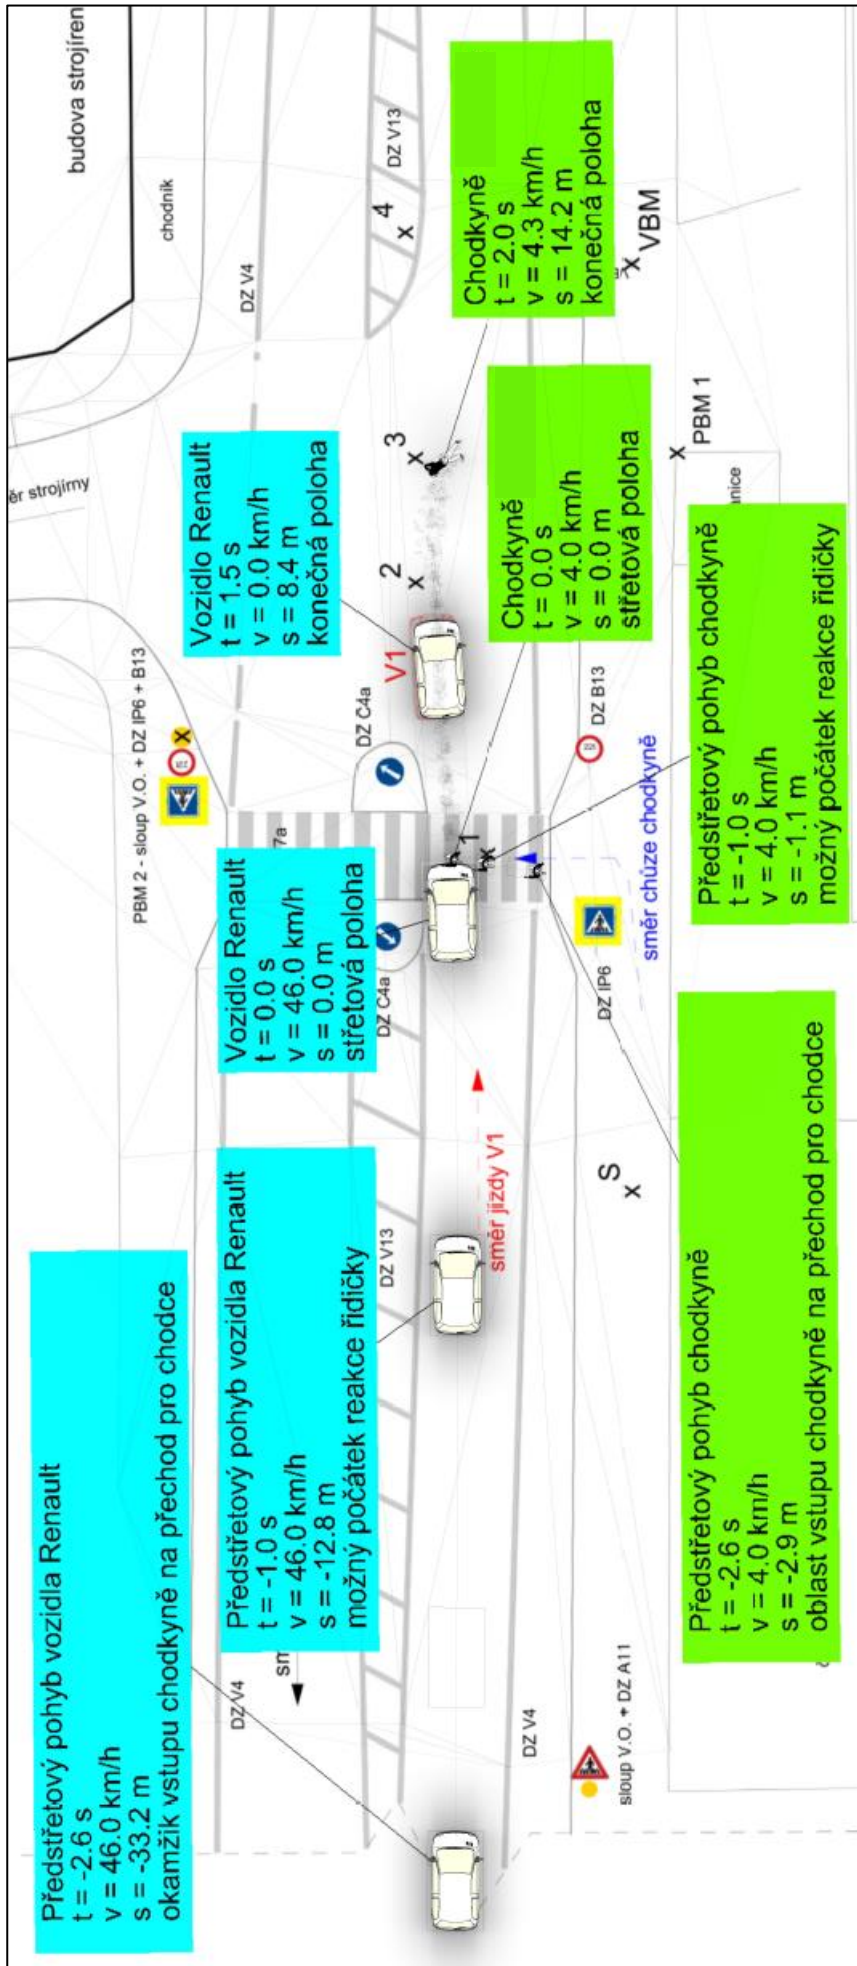 budova strojíren
chodník
DZ V4
DZ V13
4
Chodkyně
t = 2.0 s
v = 4.3 km/h
s = 14.2 m
konečná poloha
VBM
ěr strojírny
Vozidlo Renault
t = 1.5 s
v = 0.0 km/h
s = 8.4 m
konečná poloha
3
2
Chodkyně
t = 0.0 s
v = 4.0 km/h
s = 0.0 m
střetová poloha
PBM 1
anice
PBM 2 - sloup V.O. + DZ IP6 + B13
V1
DZ C4a
DZ B13
7a
1
Vozidlo Renault
t = 0.0 s
v = 46.0 km/h
s = 0.0 m
střetová poloha
DZ C4a
DZ IP6
směr chůze chodkyně
Předstřetový pohyb chodkyně
t = -1.0 s
v = 4.0 km/h
s = -1.1 m
možný počátek reakce řidičky
směr jízdy V1
S
Předstřetový pohyb vozidla Renault
t = -1.0 s
v = 46.0 km/h
s = -12.8 m
možný počátek reakce řidičky
DZ V13
Předstřetový pohyb chodkyně
t = -2.6 s
v = 4.0 km/h
s = -2.9 m
oblast vstupu chodkyně na přechod pro chodce
Předstřetový pohyb vozidla Renault
t = -2.6 s
v = 46.0 km/h
s = -33.2 m
okamžik vstupu chodkyně na přechod pro chodce
sm
DZ V4
DZ V4
sloup V.O. + DZ A11